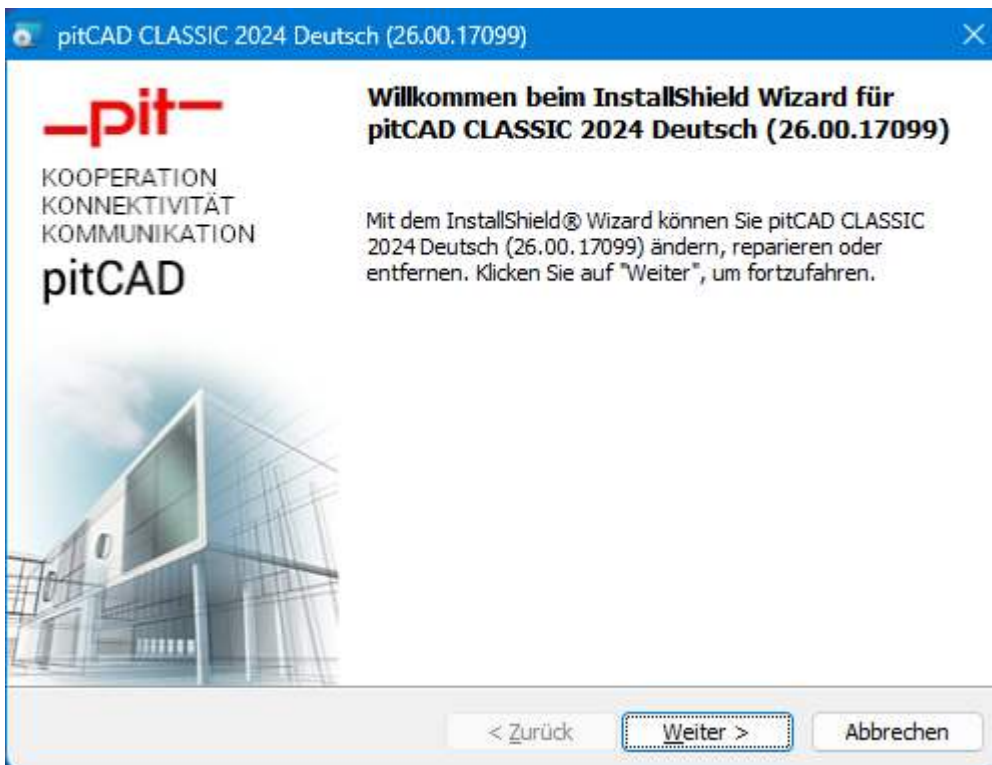 pitCAD CLASSIC 2024 Deutsch (26.00.17099)
pit
KOOPERATION
KONNEKTIVITÄT
KOMMUNIKATION
pitCAD
Willkommen beim InstallShield Wizard für
pitCAD CLASSIC 2024 Deutsch (26.00.17099)
Mit dem InstallShield® Wizard können Sie pitCAD CLASSIC
2024 Deutsch (26.00.17099) ändern, reparieren oder
entfernen. Klicken Sie auf "Weiter", um fortzufahren.
< Zurück
Weiter >
Abbrechen